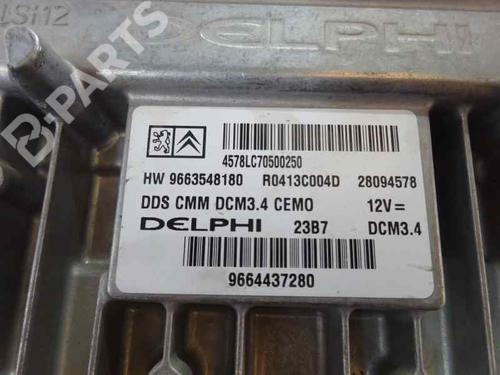 DELPHI
B-PARTS
4578LC70500250
HW 9663548180 R0413C004D 28094578
DDS CMM DCM3.4 CEMO 12V=
DELPHI 23B7 DCM3.4
9664437280